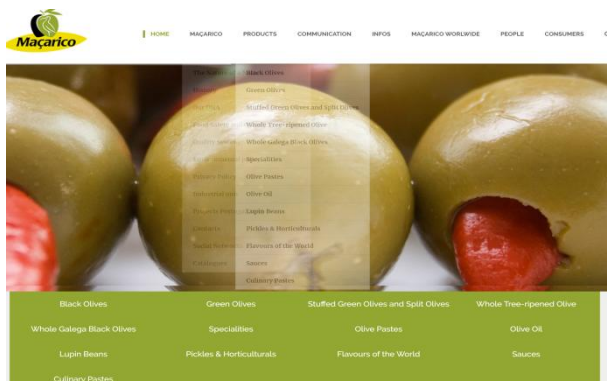 Maçarico
HOME MAÇARICO PRODUCTS COMMUNICATION INFOS MAÇARICO WORLWIDE PEOPLE CONSUMERS
Black Olives
Green Olives
Stuffed Green Olives and Split Olives
Whole Tree-ripened Olive
Whole Galega Black Olives
Specialities
Olive Pastes
Olive Oil
Lupin Beans
Pickles & Horticulturals
Flavours of the World
Sauces
Culinary Pastes
Black Olives Green Olives Stuffed Green Olives and Split Olives Whole Tree-ripened Olive
Whole Galega Black Olives Specialities Olive Pastes Olive Oil
Lupin Beans Pickles & Horticulturals Flavours of the World Sauces
Culinary Pastes